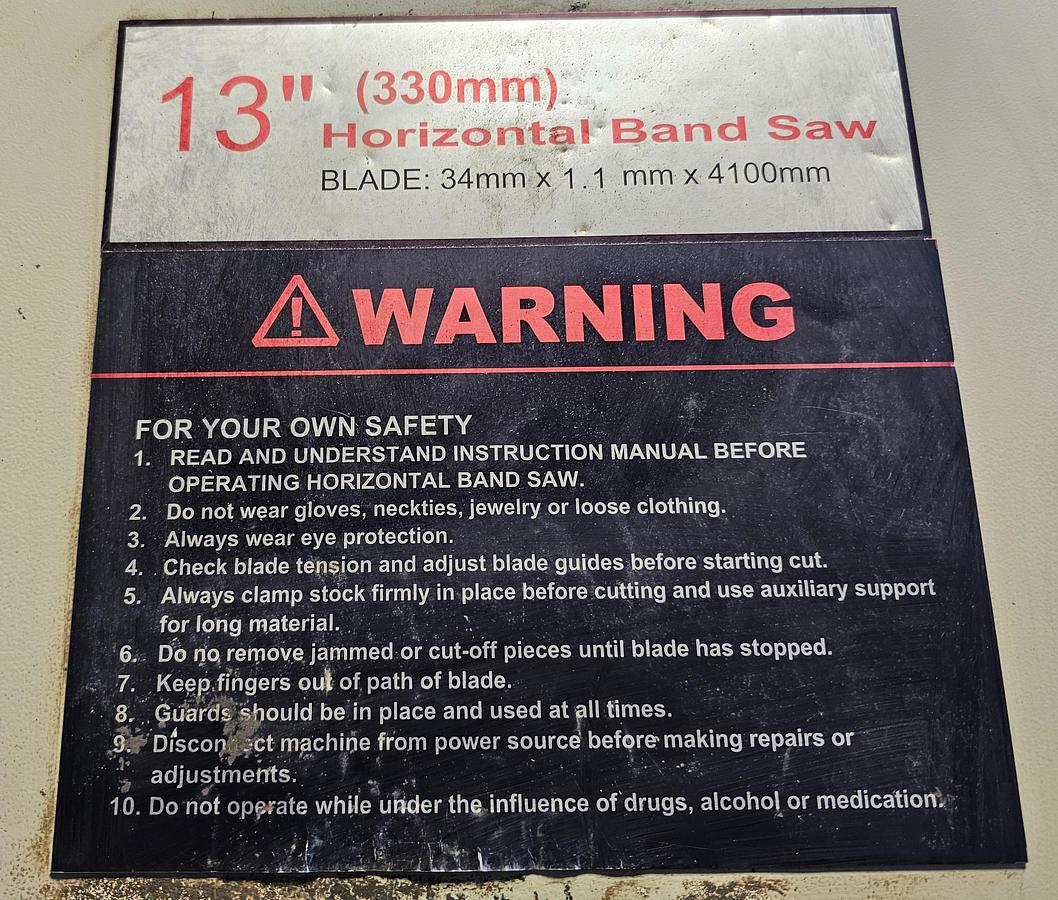 13" (330mm)
Horizontal Band Saw
BLADE: 34mm x 1.1 mm x 4100mm
WARNING
FOR YOUR OWN SAFETY
1. READ AND UNDERSTAND INSTRUCTION MANUAL BEFORE
OPERATING HORIZONTAL BAND SAW.
2. Do not wear gloves, neckties, jewelry or loose clothing.
3. Always wear eye protection.
4. Check blade tension and adjust blade guides before starting cut.
5. Always clamp stock firmly in place before cutting and use auxiliary support
for long material.
6. Do no remove jammed or cut-off pieces until blade has stopped.
7. Keep fingers out of path of blade.
8. Guards should be in place and used at all times.
9. Disconnect machine from power source before making repairs or
adjustments.
10. Do not operate while under the influence of drugs, alcohol or medication.